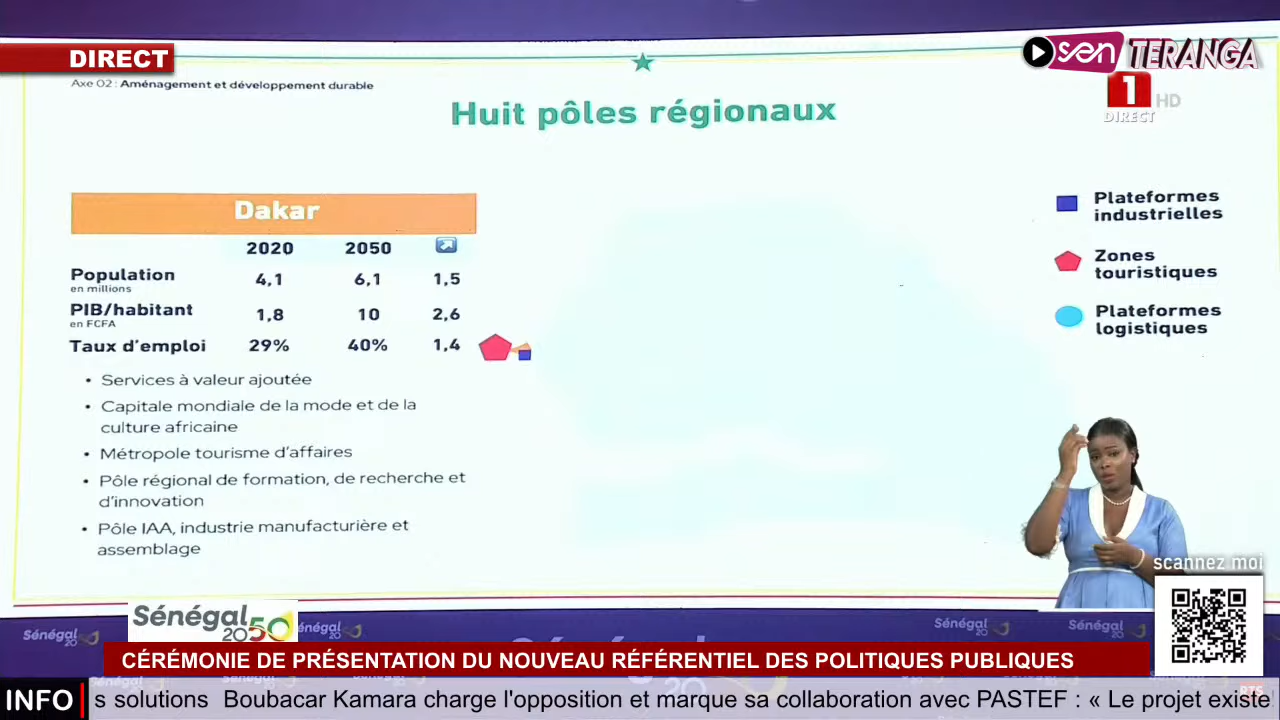 DIRECT
sen TERANGA
1 HD
DIRECT
Axe 02 : Aménagement et développement durable
Huit pôles régionaux
Dakar
2020 2050
Population 4,1 6,1 1,5
en millions
PIB/habitant 1,8 10 2,6
en FCFA
Taux d'emploi 29% 40% 1,4
• Services à valeur ajoutée
• Capitale mondiale de la mode et de la
culture africaine
• Métropole tourisme d'affaires
• Pôle régional de formation, de recherche et
d'innovation
• Pôle IAA, industrie manufacturière et
assemblage
Plateformes
industrielles
Zones
touristiques
Plateformes
logistiques
scannez moi
Sénégal
2050
Sénégal
Sénégal
Sénégal
Sénégal
CÉRÉMONIE DE PRÉSENTATION DU NOUVEAU RÉFÉRENTIEL DES POLITIQUES PUBLIQUES
INFO s solutions Boubacar Kamara charge l'opposition et marque sa collaboration avec PASTEF : « Le projet existe
RTS